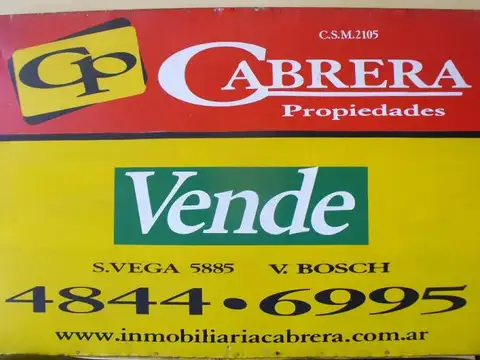 C.S.M.2105
Cp CABRERA
Propiedades
Vende
S.VEGA 5885 V. BOSCH
4844•6995
www.inmobiliariacabrera.com.ar